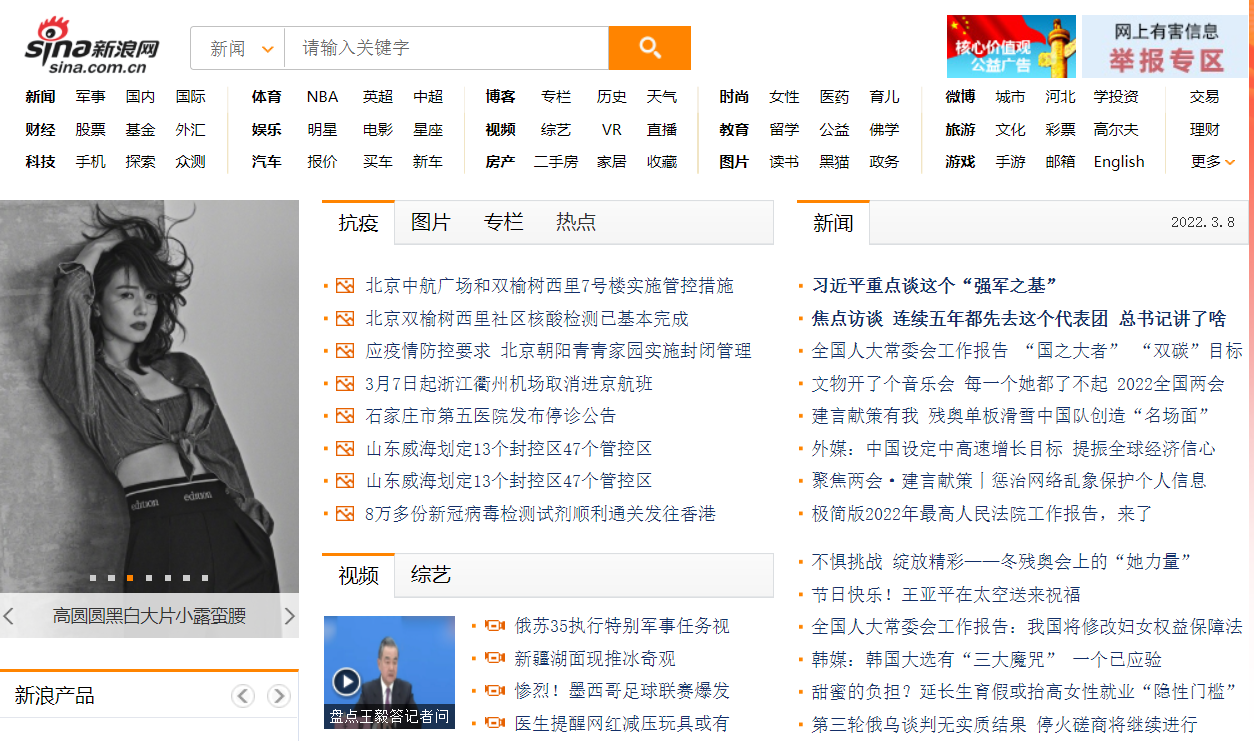 sina新浪网
sina.com.cn
新闻
请输入关键字
核心价值观
公益广告
网上有害信息
举报专区
新闻 军事 国内 国际 体育 NBA 英超 中超 博客 专栏 历史 天气 时尚 女性 医药 育儿 微博 城市 河北 学投资 交易
财经 股票 基金 外汇 娱乐 明星 电影 星座 视频 综艺 VR 直播 教育 留学 公益 佛学 旅游 文化 彩票 高尔夫 理财
科技 手机 探索 众测 汽车 报价 买车 新车 房产 二手房 家居 收藏 图片 读书 黑猫 政务 游戏 手游 邮箱 English 更多
edition edition
高圆圆黑白大片小露蛮腰
新浪产品
抗疫 图片 专栏 热点
北京中航广场和双榆树西里7号楼实施管控措施
北京双榆树西里社区核酸检测已基本完成
应疫情防控要求 北京朝阳青青家园实施封闭管理
3月7日起浙江衢州机场取消进京航班
石家庄市第五医院发布停诊公告
山东威海划定13个封控区47个管控区
山东威海划定13个封控区47个管控区
8万多份新冠病毒检测试剂顺利通关发往香港
视频 综艺
盘点王毅答记者问
俄苏35执行特别军事任务视
新疆湖面现推冰奇观
惨烈！墨西哥足球联赛爆发
医生提醒网红减压玩具或有
新闻 2022.3.8
习近平重点谈这个“强军之基”
焦点访谈 连续五年都先去这个代表团 总书记讲了啥
全国人大常委会工作报告 “国之大者” “双碳”目标
文物开了个音乐会 每一个她都了不起 2022全国两会
建言献策有我 残奥单板滑雪中国队创造“名场面”
外媒：中国设定中高速增长目标 提振全球经济信心
聚焦两会·建言献策｜惩治网络乱象保护个人信息
极简版2022年最高人民法院工作报告，来了
不惧挑战 绽放精彩——冬残奥会上的“她力量”
节日快乐！王亚平在太空送来祝福
全国人大常委会工作报告：我国将修改妇女权益保障法
韩媒：韩国大选有“三大魔咒” 一个已应验
甜蜜的负担？延长生育假或抬高女性就业“隐性门槛”
第三轮俄乌谈判无实质结果 停火磋商将继续进行